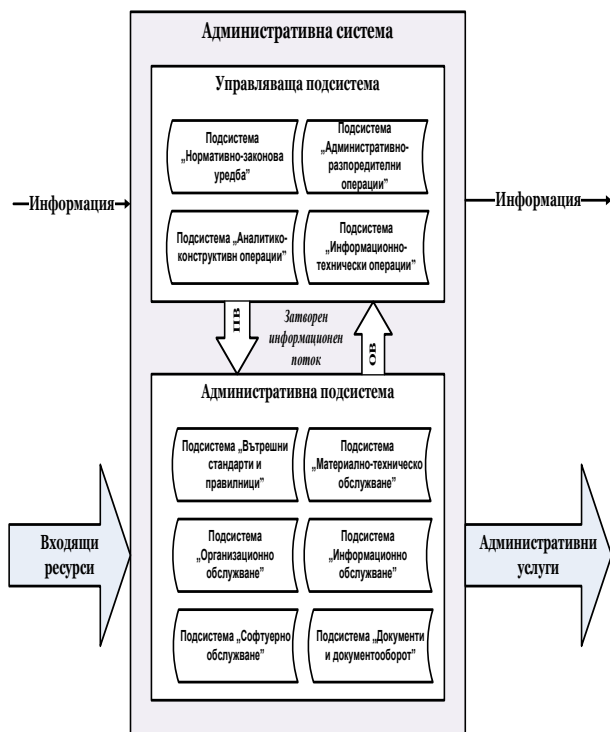 Административна система
Управляваща подсистема
Подсистема
„Нормативно-законова
уредба”
Подсистема
„Административно-
разпоредителни
операции”
Информация
Информация
Подсистема „Аналитико-
конструктивн операции”
Подсистема
„Информационно-
технически операции”
ПВ
Затворен
информационен
поток
ОВ
Административна подсистема
Подсистема „Вътрешни
стандарти и
правилници”
Подсистема
„Материално-техническо
обслужване”
Входящи
ресурси
Подсистема
„Организационно
обслужване”
Подсистема
„Информационно
обслужване”
Административни
услуги
Подсистема „Софтуерно
обслужване”
Подсистема „Документи
и документооборот”